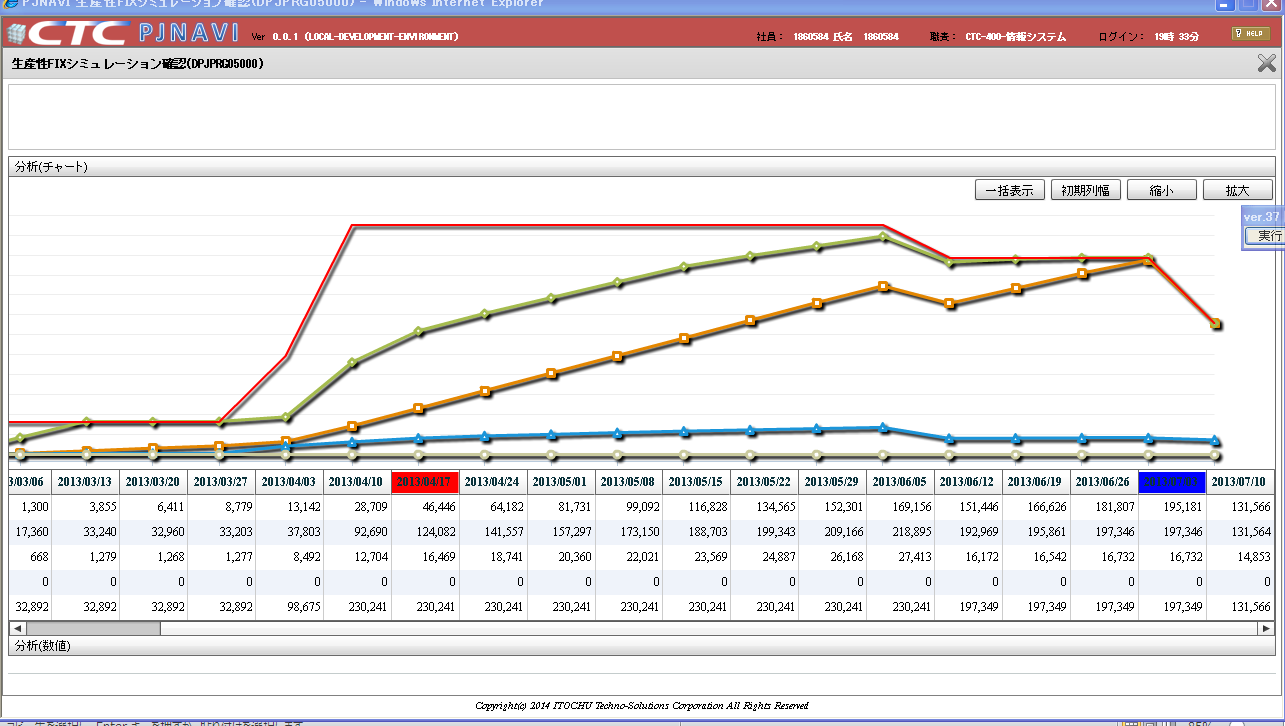 PJNAVI 生産性FIXシミュレーション確認(DPJPRG05000) - Windows Internet Explorer
CTC PJNAVI Ver 0.0.1 (LOCAL-DEVELOPMENT-ENVIRONMENT) 社員： 1860584 氏名 1860584 職責： CTC-400-情報システム ログイン： 19時 33分 ? HELP
生産性FIXシミュレーション確認(DPJPRG05000)
分析(チャート)
一括表示 初期列幅 縮小 拡大
ver.37
実行
3/03/06 2013/03/13 2013/03/20 2013/03/27 2013/04/03 2013/04/10 2013/04/17 2013/04/24 2013/05/01 2013/05/08 2013/05/15 2013/05/22 2013/05/29 2013/06/05 2013/06/12 2013/06/19 2013/06/26 2013/07/03 2013/07/10
1,300 3,855 6,411 8,779 13,142 28,709 46,446 64,182 81,731 99,092 116,828 134,565 152,301 169,156 151,446 166,626 181,807 195,181 131,566
17,360 33,240 32,960 33,203 37,803 92,690 124,082 141,557 157,297 173,150 188,703 199,343 209,166 218,895 192,969 195,861 197,346 197,346 131,564
668 1,279 1,268 1,277 8,492 12,704 16,469 18,741 20,360 22,021 23,569 24,887 26,168 27,413 16,172 16,542 16,732 16,732 14,853
0 0 0 0 0 0 0 0 0 0 0 0 0 0 0 0 0 0 0
32,892 32,892 32,892 32,892 98,675 230,241 230,241 230,241 230,241 230,241 230,241 230,241 230,241 230,241 197,349 197,349 197,349 197,349 131,566
分析(数値)
Copyright(c) 2014 ITOCHU Techno-Solutions Corporation All Rights Reserved